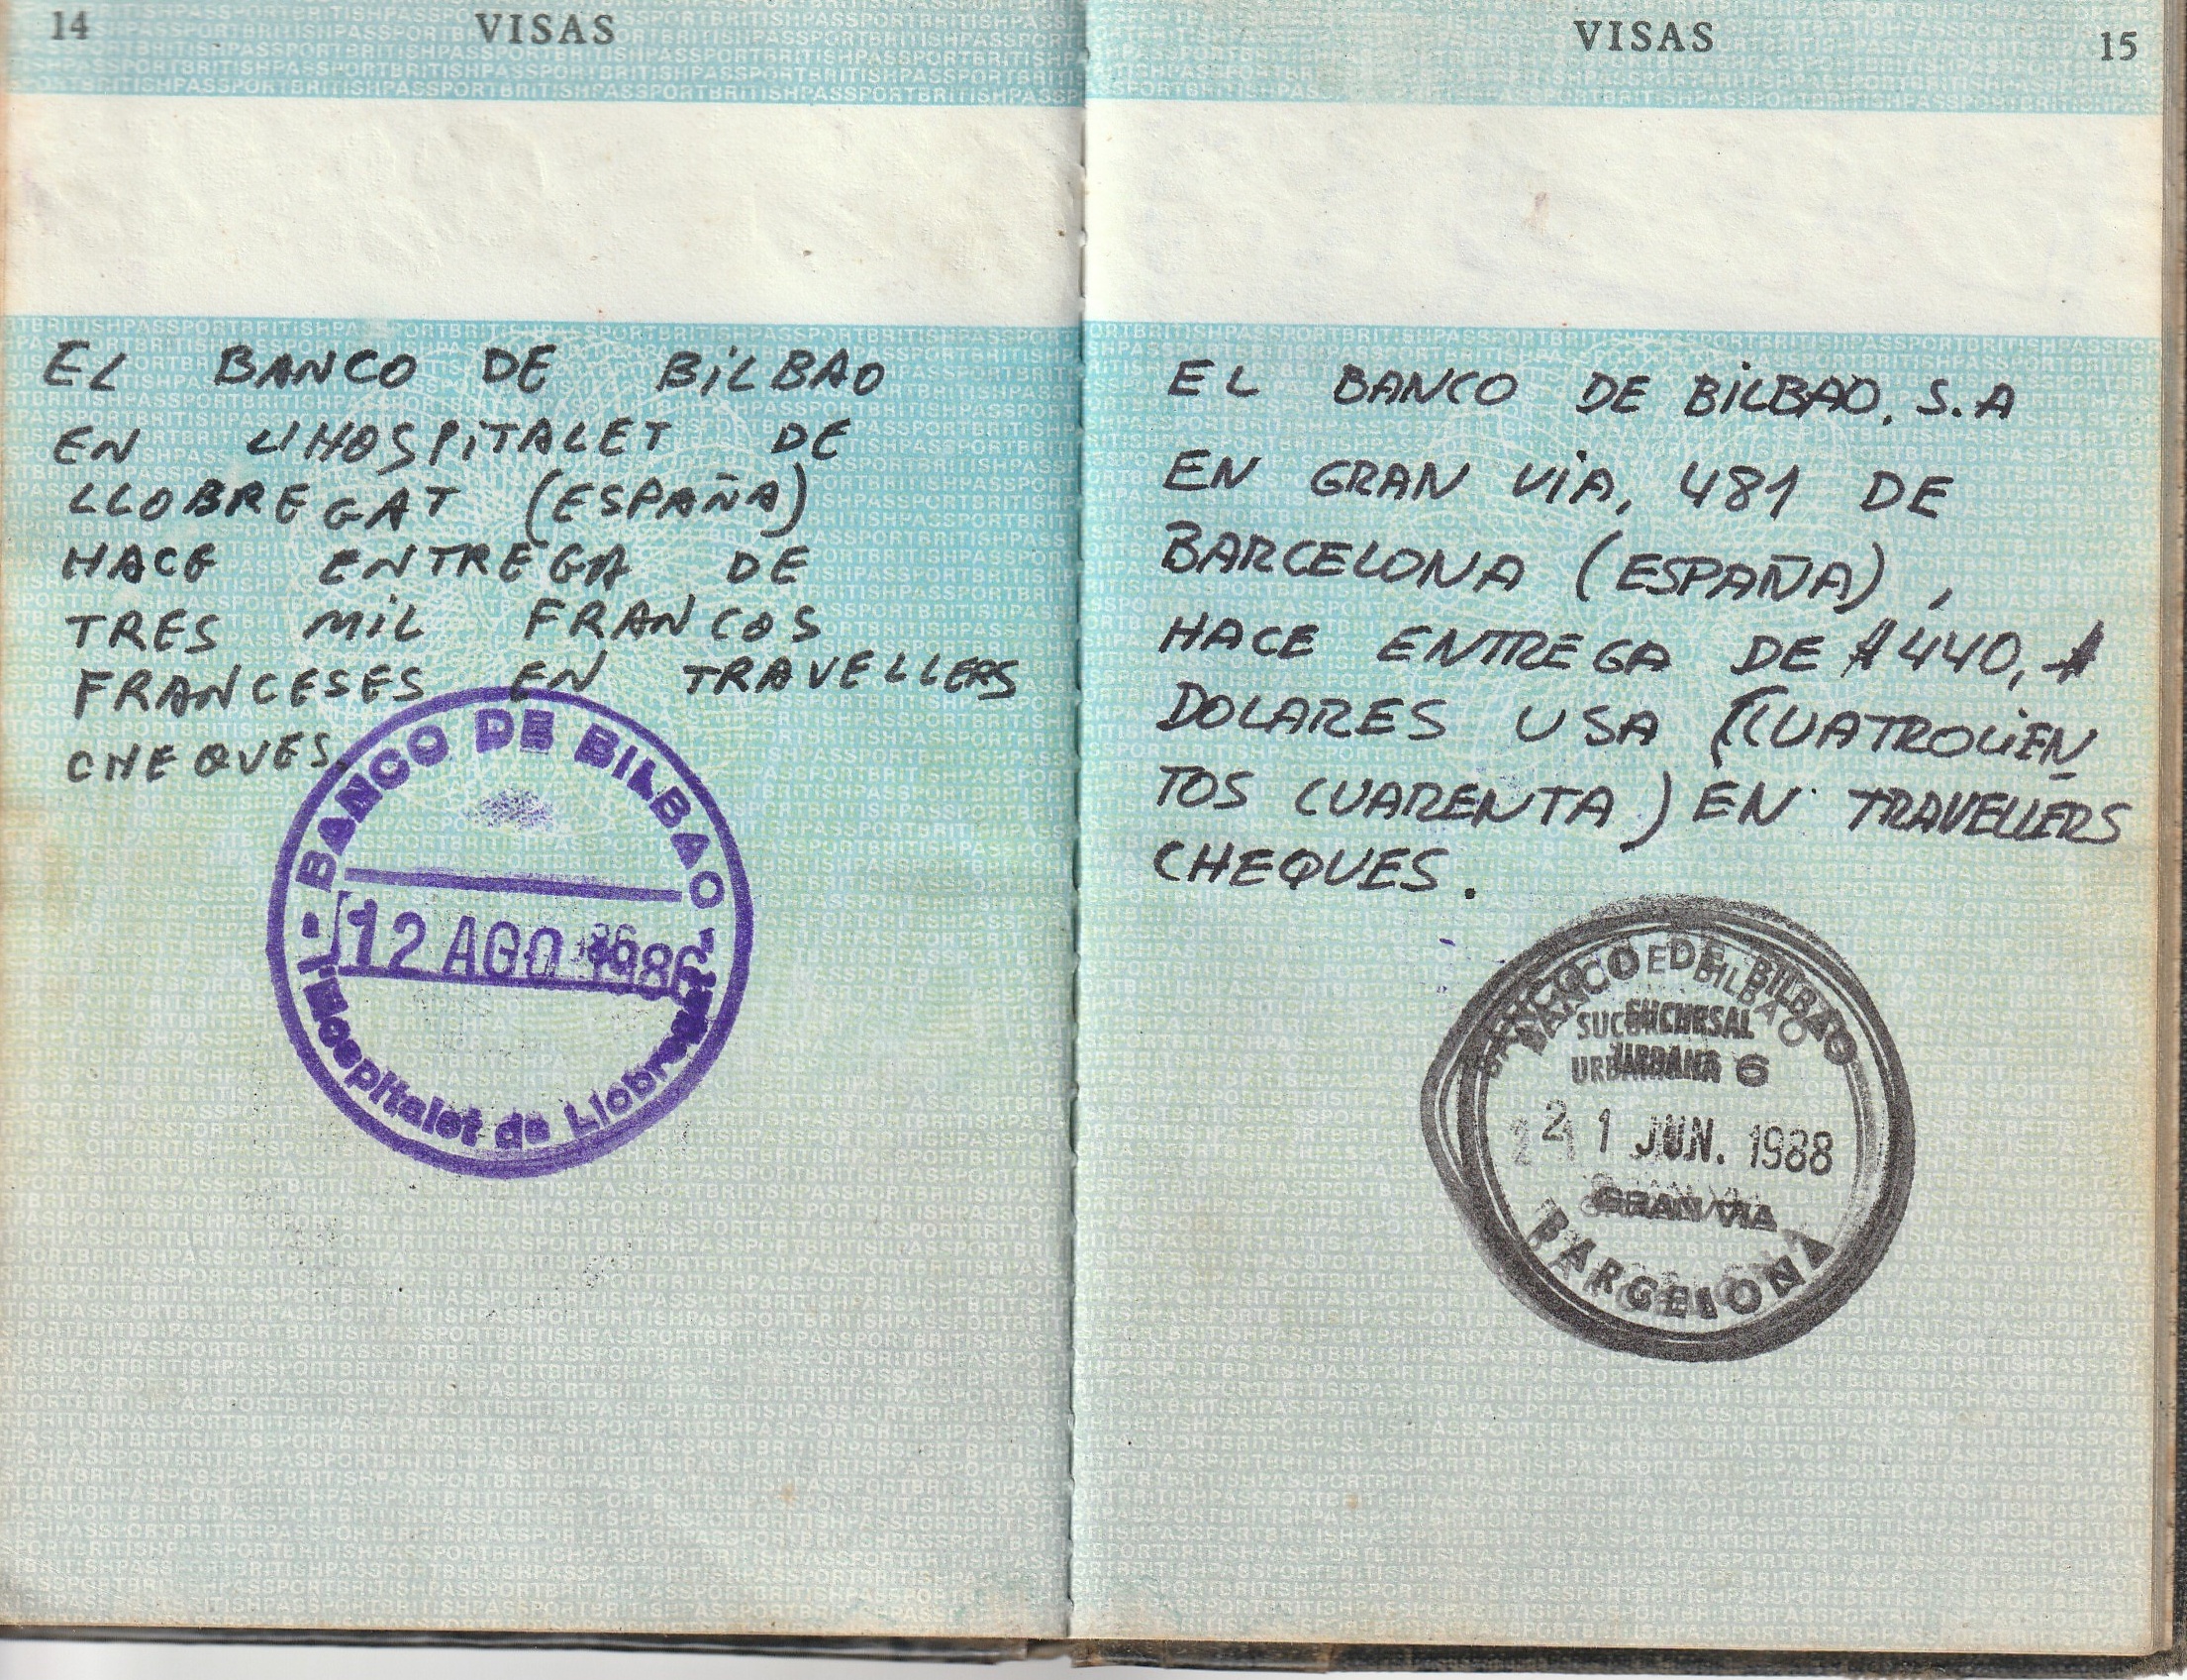 14
VISAS
EL BANCO DE BILBAO
EN L'HOSPITALET DE
LLOBREGAT (ESPAÑA)
HACE ENTREGA DE
TRES MIL FRANCOS
FRANCESES EN TRAVELLERS
CHEQUES.
BANCO DE BILBAO
12 AGO 1986
L'Hospitalet de Llobregat
VISAS
15
EL BANCO DE BILBAO, S.A
EN GRAN VIA, 481 DE
BARCELONA (ESPAÑA),
HACE ENTREGA DE $440,$
DOLARES USA (CUATROCIEN
TOS CUARENTA) EN TRAVELLERS
CHEQUES.
BANCO DE BILBAO
SUCURSAL
URBANA 6
21 JUN. 1988
GRAN VIA
BARCELONA